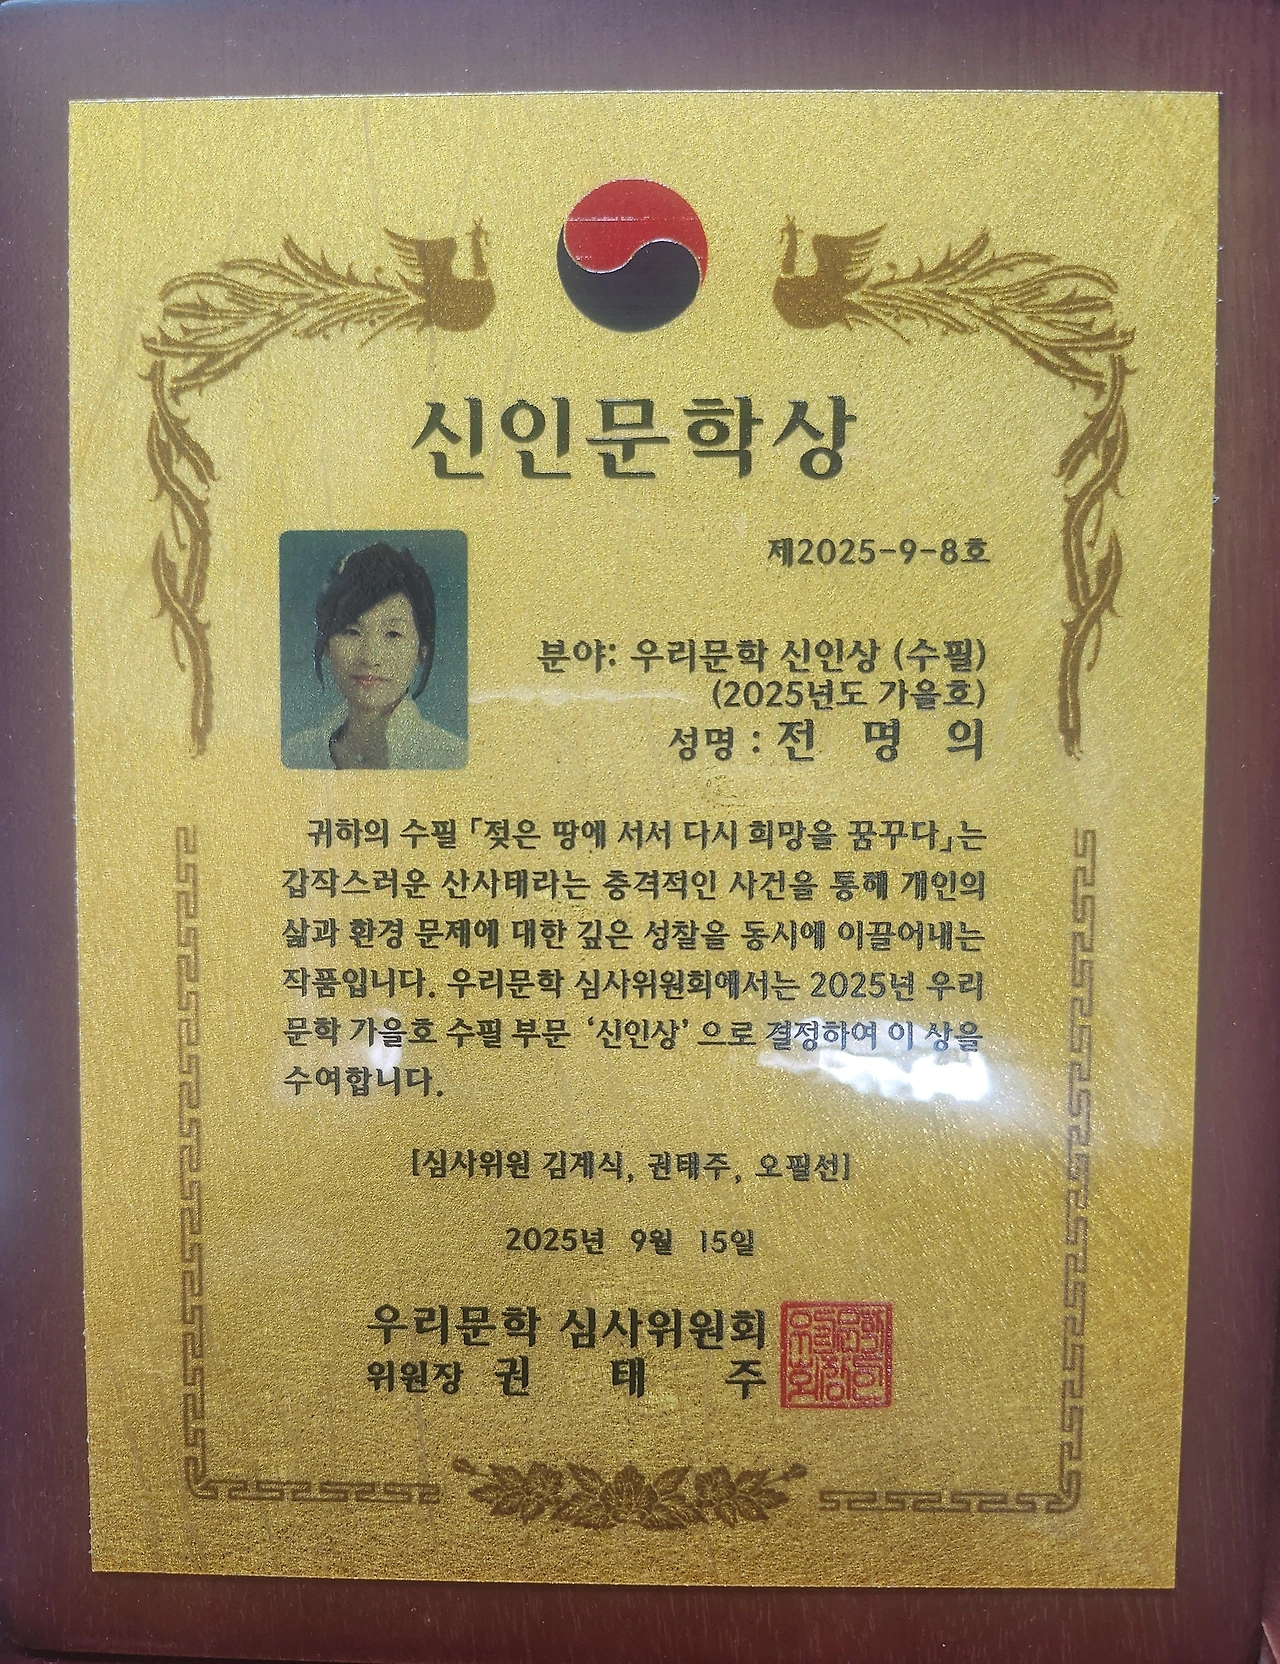 신인문학상
제2025-9-8호
분야: 우리문학 신인상 (수필)
(2025년도 가을호)
성명 : 전 명 의
귀하의 수필 「젖은 땅에 서서 다시 희망을 꿈꾸다」는
갑작스러운 산사태라는 충격적인 사건을 통해 개인의
삶과 환경 문제에 대한 깊은 성찰을 동시에 이끌어내는
작품입니다. 우리문학 심사위원회에서는 2025년 우리
문학 가을호 수필 부문 ‘신인상’ 으로 결정하여 이 상을
수여합니다.
[심사위원 김계식, 권태주, 오필선]
2025년 9월 15일
우리문학 심사위원회
위원장 권 태 주